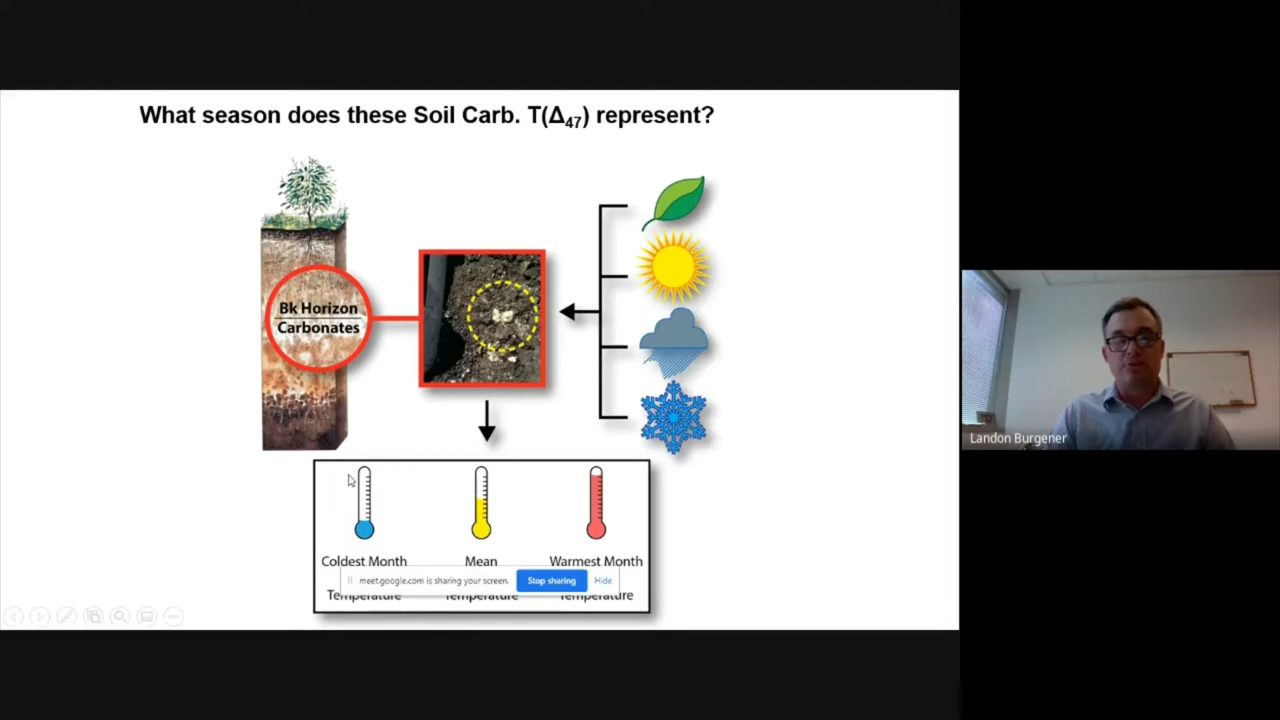 What season does these Soil Carb. T(Δ47) represent?
Bk Horizon
Carbonates
Coldest Month
Mean
Warmest Month
meet.google.com is sharing your screen.
Stop sharing
Hide
Temperature
Temperature
Temperature
Landon Burgener